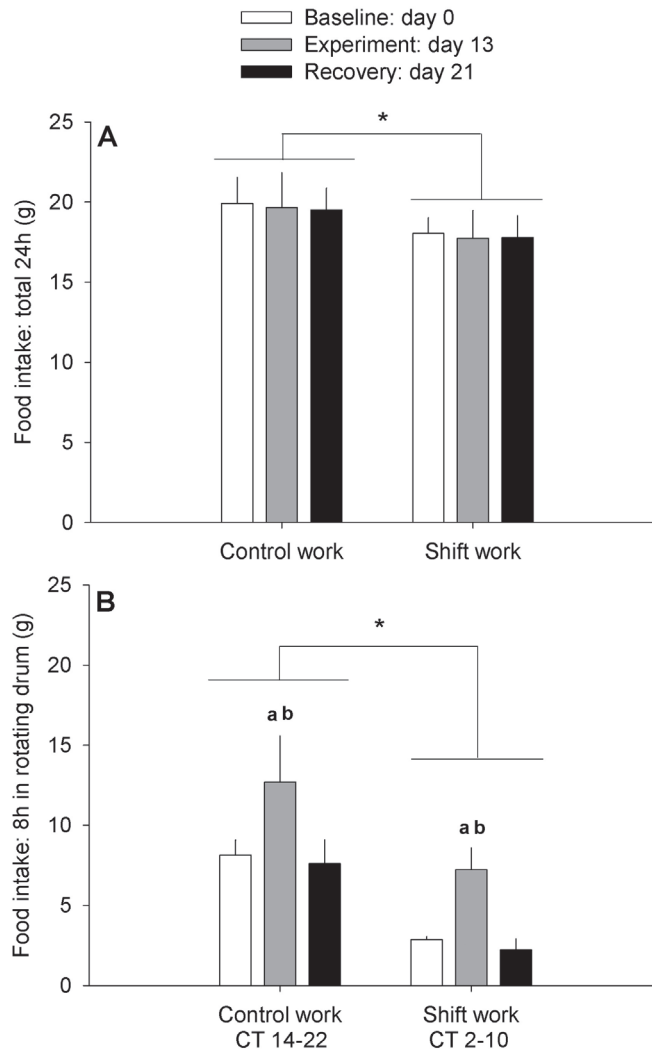 Baseline: day 0
Experiment: day 13
Recovery: day 21
A
*
Food intake: total 24h (g)
25
20
15
10
5
0
Control work
Shift work
B
*
Food intake: 8h in rotating drum (g)
25
20
15
10
5
0
a b
a b
Control work
CT 14-22
Shift work
CT 2-10